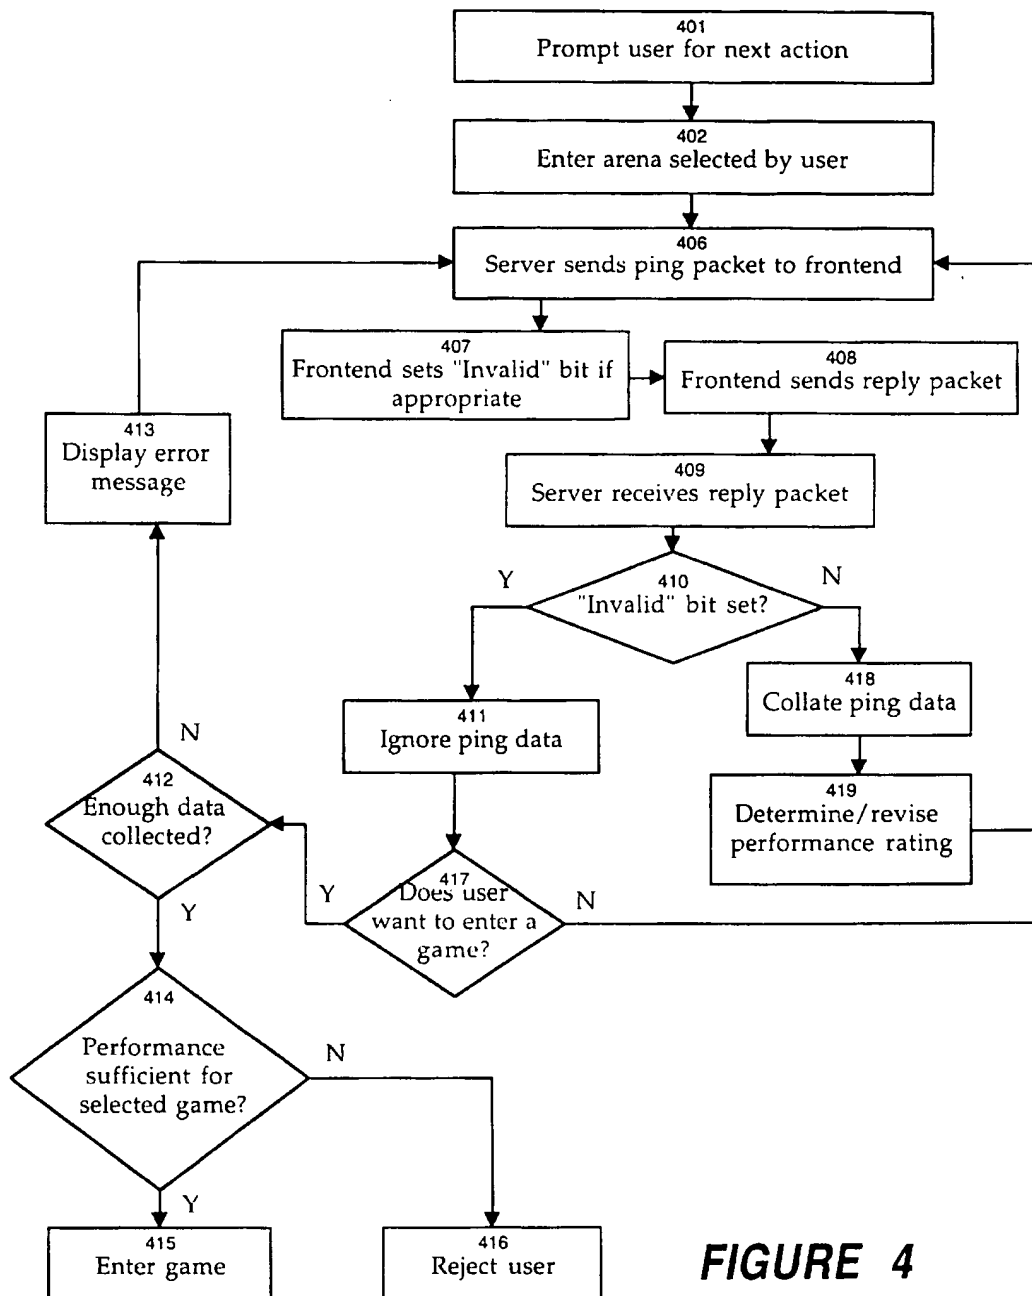 401
Prompt user for next action
402
Enter arena selected by user
406
Server sends ping packet to frontend
407
Frontend sets "Invalid" bit if
appropriate
408
Frontend sends reply packet
413
Display error
message
409
Server receives reply packet
Y
410
"Invalid" bit set?
N
418
Collate ping data
411
Ignore ping data
N
412
Enough data
collected?
419
Determine/revise
performance rating
Y
417
Does user
want to enter a
game?
Y
N
414
Performance
sufficient for
selected game?
N
Y
415
Enter game
416
Reject user
FIGURE 4